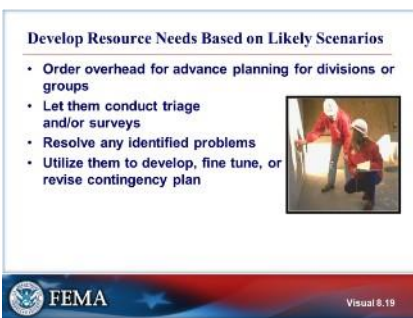 Develop Resource Needs Based on Likely Scenarios
• Order overhead for advance planning for divisions or
groups
• Let them conduct triage
and/or surveys
• Resolve any identified problems
• Utilize them to develop, fine tune, or
revise contingency plan
FEMA
Visual 8.19